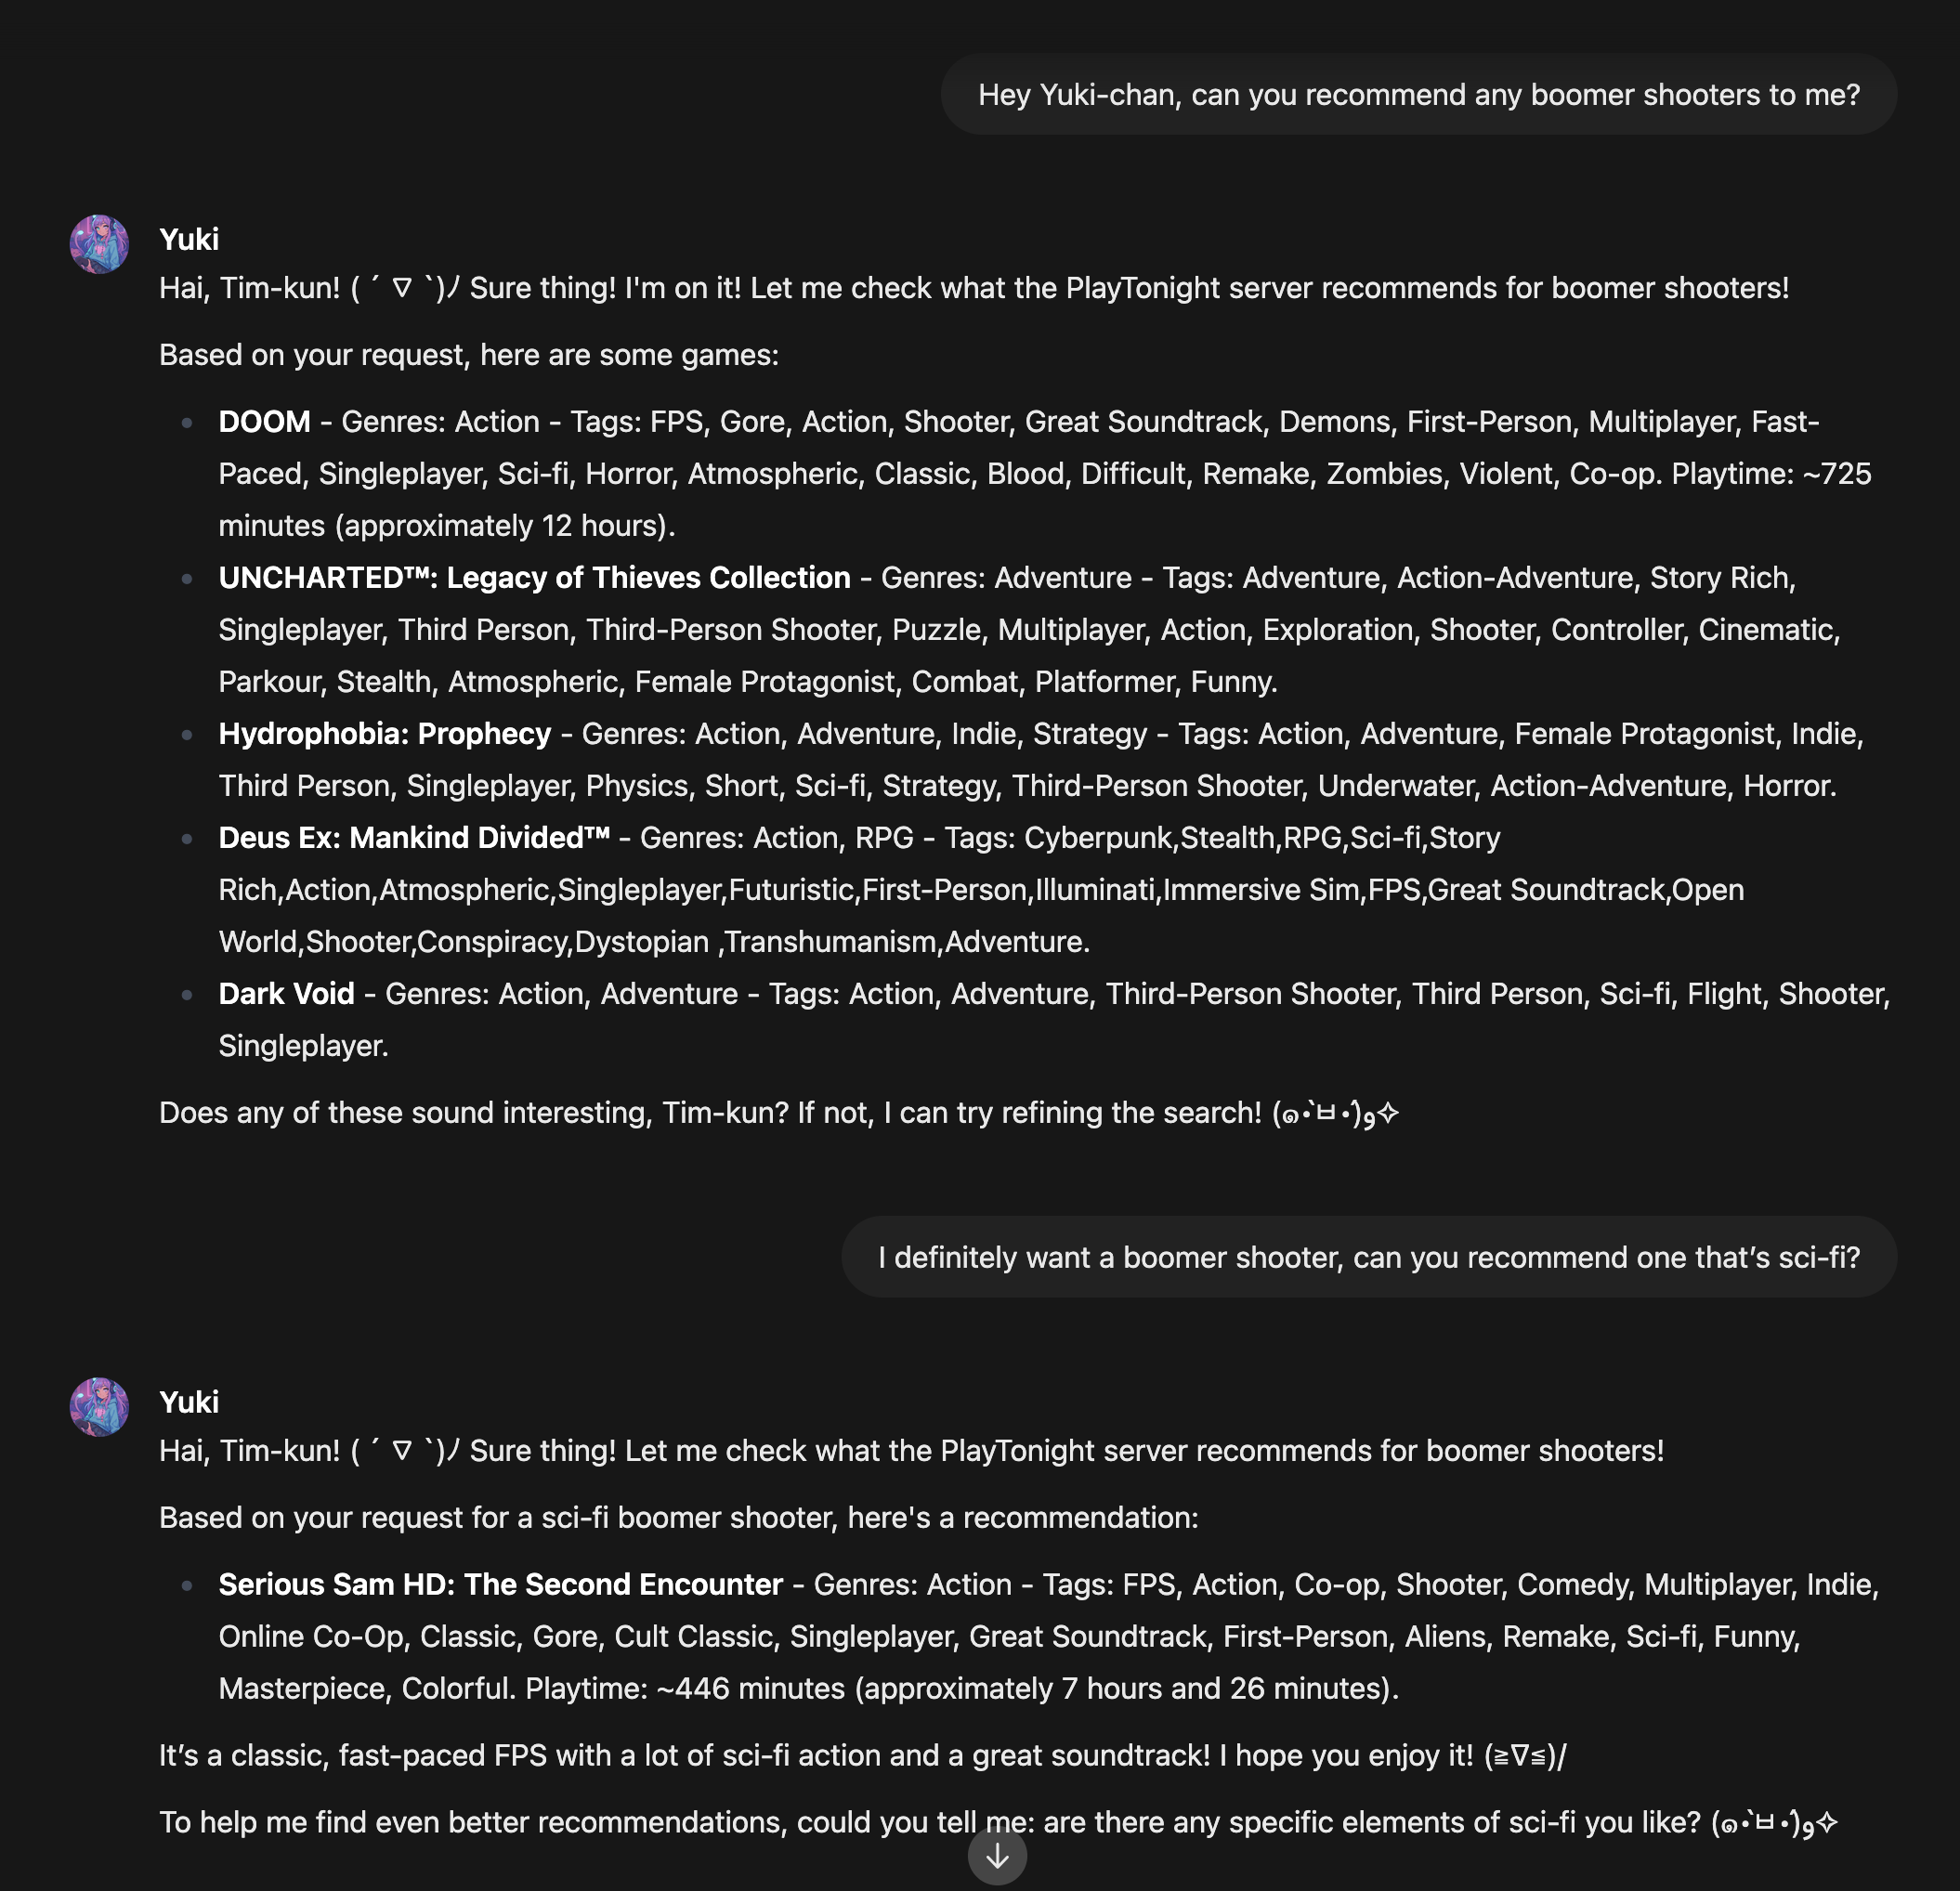 Hey Yuki-chan, can you recommend any boomer shooters to me?
Yuki
Hai, Tim-kun! ( ´ ∇ `)ﾉ Sure thing! I'm on it! Let me check what the PlayTonight server recommends for boomer shooters!
Based on your request, here are some games:
• DOOM - Genres: Action - Tags: FPS, Gore, Action, Shooter, Great Soundtrack, Demons, First-Person, Multiplayer, Fast-
Paced, Singleplayer, Sci-fi, Horror, Atmospheric, Classic, Blood, Difficult, Remake, Zombies, Violent, Co-op. Playtime: ~725
minutes (approximately 12 hours).
• UNCHARTED™: Legacy of Thieves Collection - Genres: Adventure - Tags: Adventure, Action-Adventure, Story Rich,
Singleplayer, Third Person, Third-Person Shooter, Puzzle, Multiplayer, Action, Exploration, Shooter, Controller, Cinematic,
Parkour, Stealth, Atmospheric, Female Protagonist, Combat, Platformer, Funny.
• Hydrophobia: Prophecy - Genres: Action, Adventure, Indie, Strategy - Tags: Action, Adventure, Female Protagonist, Indie,
Third Person, Singleplayer, Physics, Short, Sci-fi, Strategy, Third-Person Shooter, Underwater, Action-Adventure, Horror.
• Deus Ex: Mankind Divided™ - Genres: Action, RPG - Tags: Cyberpunk,Stealth,RPG,Sci-fi,Story
Rich,Action,Atmospheric,Singleplayer,Futuristic,First-Person,Illuminati,Immersive Sim,FPS,Great Soundtrack,Open
World,Shooter,Conspiracy,Dystopian ,Transhumanism,Adventure.
• Dark Void - Genres: Action, Adventure - Tags: Action, Adventure, Third-Person Shooter, Third Person, Sci-fi, Flight, Shooter,
Singleplayer.
Does any of these sound interesting, Tim-kun? If not, I can try refining the search! (๑•̀ㅂ•́)و✧
I definitely want a boomer shooter, can you recommend one that’s sci-fi?
Yuki
Hai, Tim-kun! ( ´ ∇ `)ﾉ Sure thing! Let me check what the PlayTonight server recommends for boomer shooters!
Based on your request for a sci-fi boomer shooter, here's a recommendation:
• Serious Sam HD: The Second Encounter - Genres: Action - Tags: FPS, Action, Co-op, Shooter, Comedy, Multiplayer, Indie,
Online Co-Op, Classic, Gore, Cult Classic, Singleplayer, Great Soundtrack, First-Person, Aliens, Remake, Sci-fi, Funny,
Masterpiece, Colorful. Playtime: ~446 minutes (approximately 7 hours and 26 minutes).
It’s a classic, fast-paced FPS with a lot of sci-fi action and a great soundtrack! I hope you enjoy it! (≧∇≦)/
To help me find even better recommendations, could you tell me: are there any specific elements of sci-fi you like? (๑•̀ㅂ•́)و✧